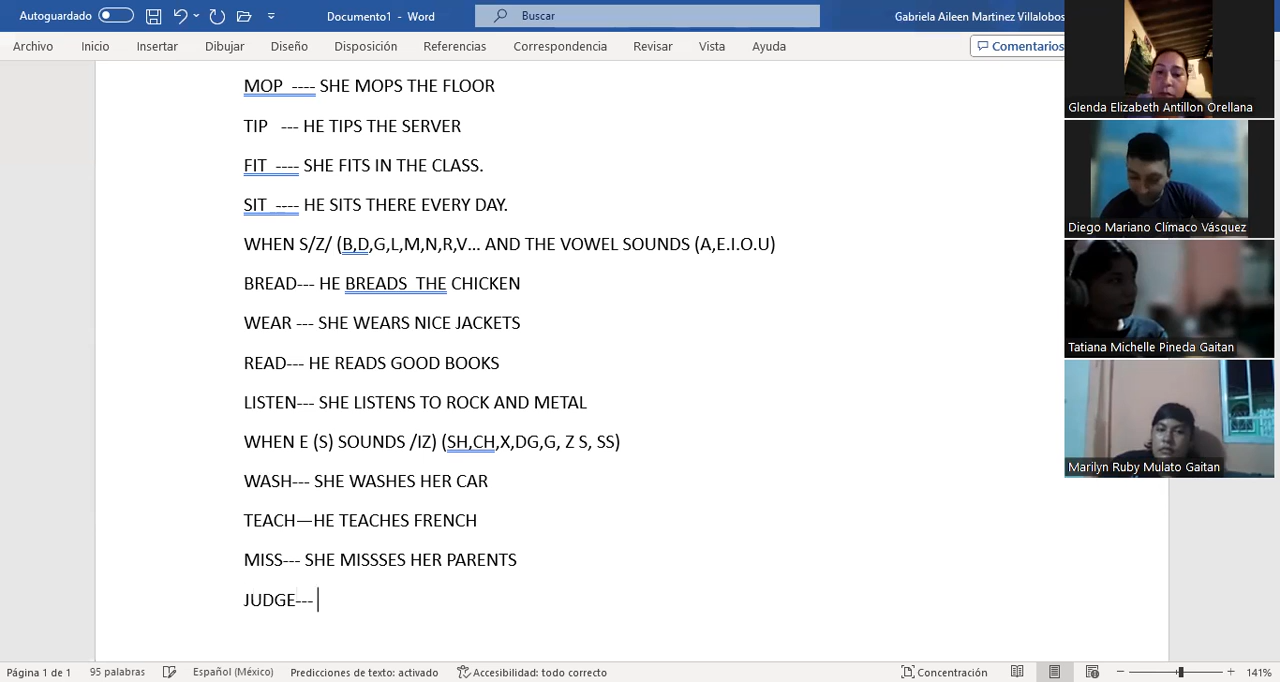 Autoguardado
Documento1 - Word
Buscar
Gabriela Aileen Martinez Villalobos
Archivo Inicio Insertar Dibujar Diseño Disposición Referencias Correspondencia Revisar Vista Ayuda
Comentarios
MOP ---- SHE MOPS THE FLOOR
TIP --- HE TIPS THE SERVER
FIT ---- SHE FITS IN THE CLASS.
SIT ---- HE SITS THERE EVERY DAY.
WHEN S/Z/ (B,D,G,L,M,N,R,V... AND THE VOWEL SOUNDS (A,E.I.O.U)
BREAD--- HE BREADS THE CHICKEN
WEAR --- SHE WEARS NICE JACKETS
READ--- HE READS GOOD BOOKS
LISTEN--- SHE LISTENS TO ROCK AND METAL
WHEN E (S) SOUNDS /IZ) (SH,CH,X,DG,G, Z S, SS)
WASH--- SHE WASHES HER CAR
TEACH—HE TEACHES FRENCH
MISS--- SHE MISSSES HER PARENTS
JUDGE---
Glenda Elizabeth Antillon Orellana
Diego Mariano Clímaco Vásquez
Tatiana Michelle Pineda Gaitan
Marilyn Ruby Mulato Gaitan
Página 1 de 1
95 palabras
Español (México)
Predicciones de texto: activado
Accesibilidad: todo correcto
Concentración
141%